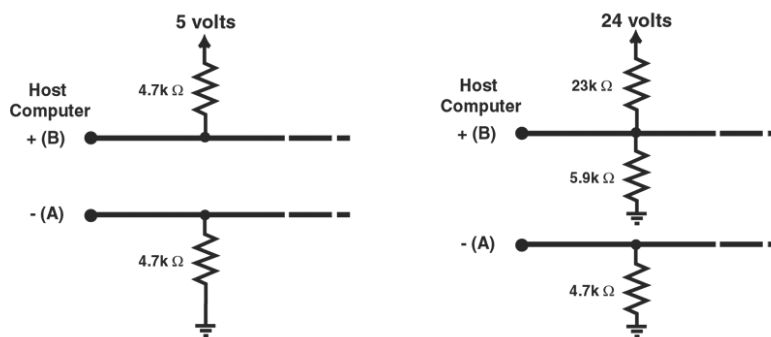 5 volts
4.7k Ω
Host
Computer
+ (B)
- (A)
4.7k Ω
24 volts
23k Ω
Host
Computer
+ (B)
5.9k Ω
- (A)
4.7k Ω